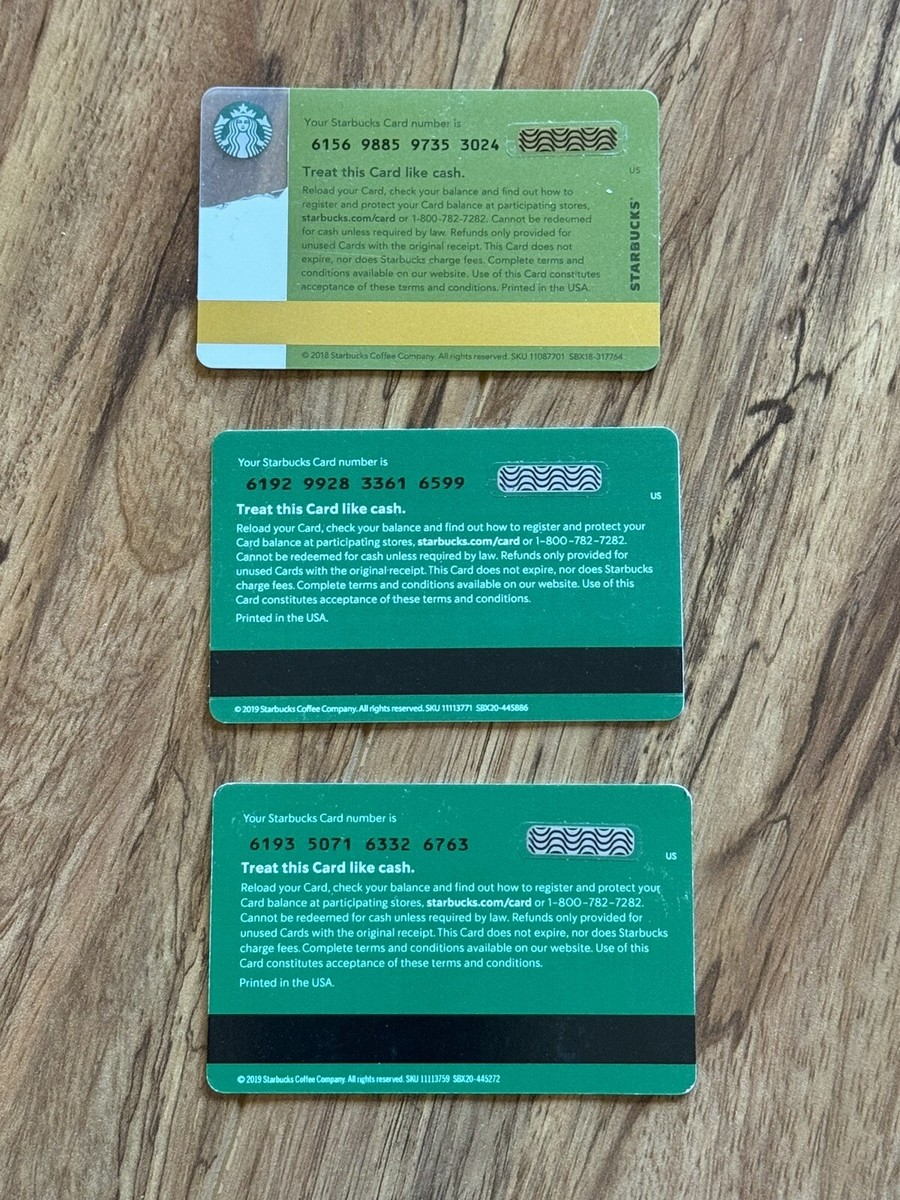 Your Starbucks Card number is
6156 9885 9735 3024
US
Treat this Card like cash.
Reload your Card, check your balance and find out how to
register and protect your Card balance at participating stores,
starbucks.com/card or 1-800-782-7282. Cannot be redeemed
for cash unless required by law. Refunds only provided for
unused Cards with the original receipt. This Card does not
expire, nor does Starbucks charge fees. Complete terms and
conditions available on our website. Use of this Card constitutes
acceptance of these terms and conditions. Printed in the USA.
STARBUCKS®
© 2018 Starbucks Coffee Company. All rights reserved. SKU 11087701 SBX18-317764
Your Starbucks Card number is
6192 9928 3361 6599
US
Treat this Card like cash.
Reload your Card, check your balance and find out how to register and protect your
Card balance at participating stores, starbucks.com/card or 1-800-782-7282.
Cannot be redeemed for cash unless required by law. Refunds only provided for
unused Cards with the original receipt. This Card does not expire, nor does Starbucks
charge fees. Complete terms and conditions available on our website. Use of this
Card constitutes acceptance of these terms and conditions.
Printed in the USA.
© 2019 Starbucks Coffee Company. All rights reserved. SKU 11113771 SBX20-445886
Your Starbucks Card number is
6193 5071 6332 6763
US
Treat this Card like cash.
Reload your Card, check your balance and find out how to register and protect your
Card balance at participating stores, starbucks.com/card or 1-800-782-7282.
Cannot be redeemed for cash unless required by law. Refunds only provided for
unused Cards with the original receipt. This Card does not expire, nor does Starbucks
charge fees. Complete terms and conditions available on our website. Use of this
Card constitutes acceptance of these terms and conditions.
Printed in the USA.
© 2019 Starbucks Coffee Company. All rights reserved. SKU 11113759 SBX20-445272